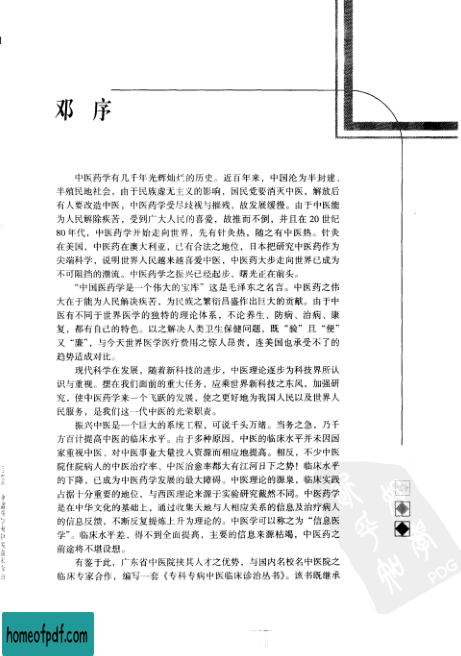 邓 序
中医药学有几千年光辉灿烂的历史。近百年来，中国沦为半封建、
半殖民地社会，由于民族虚无主义的影响，国民党要消灭中医，解放后
有人要改造中医，中医药学受尽歧视与摧残，故发展缓慢。由于中医能
为人民解除疾苦，受到广大人民的喜爱，故推而不倒，并且在 20 世纪
80 年代，中医药学开始走向世界，先有针灸热，随之有中医热。针灸
在美国，中医药在澳大利亚，已有合法之地位，日本把研究中医药作为
尖端科学，说明世界人民越来越喜爱中医，中医药大步走向世界已成为
不可阻挡的潮流。中医药学之振兴已经起步，曙光正在前头。
“中国医药学是一个伟大的宝库”这是毛泽东之名言。中医药之伟
大在于能为人民解决疾苦，为民族之繁衍昌盛作出巨大的贡献。由于中
医有不同于世界医学的独特的理论体系，不论养生、防病、治病、康
复，都有自己的特色。以之解决人类卫生保健问题，既“验”且“便”
又“廉”，与今天世界医学医疗费用之惊人昂贵，连美国也承受不了的
趋势适成对比。
现代科学在发展，随着新科技的进步，中医理论逐步为科技界所认
识与重视。摆在我们面前的重大任务，应乘世界新科技之东风，加强研
究，使中医药学来一个飞跃的发展，使之更好地为我国人民以及世界人
民服务，是我们这一代中医的光荣职责。
振兴中医是一个巨大的系统工程，可说千头万绪。当务之急，乃千
方百计提高中医的临床水平。由于多种原因，中医的临床水平并未因国
家重视中医、对中医事业大量投入资源而相应地提高。相反，不少中医
院住院病人的中医治疗率、中医治愈率都大有江河日下之势！临床水平
的下降，已成为中医药学发展的最大障碍。中医理论的源泉，临床实践
占据十分重要的地位，与西医理论来源于实验研究截然不同。中医药学
是在中华文化的基础上，通过收集天地与人相应关系的信息及治疗病人
的信息反馈，不断反复提炼上升为理论的。中医学可以称之为“信息医
学”。临床水平差，得不到全面提高，主要的信息来源枯竭，中医药之
前途将不堪设想。
有鉴于此，广东省中医院挟其人才之优势，与国内名校名中医院之
临床专家合作，编写一套《专科专病中医临床诊治丛书》。该书既继承
PDG
homeofpdf.com